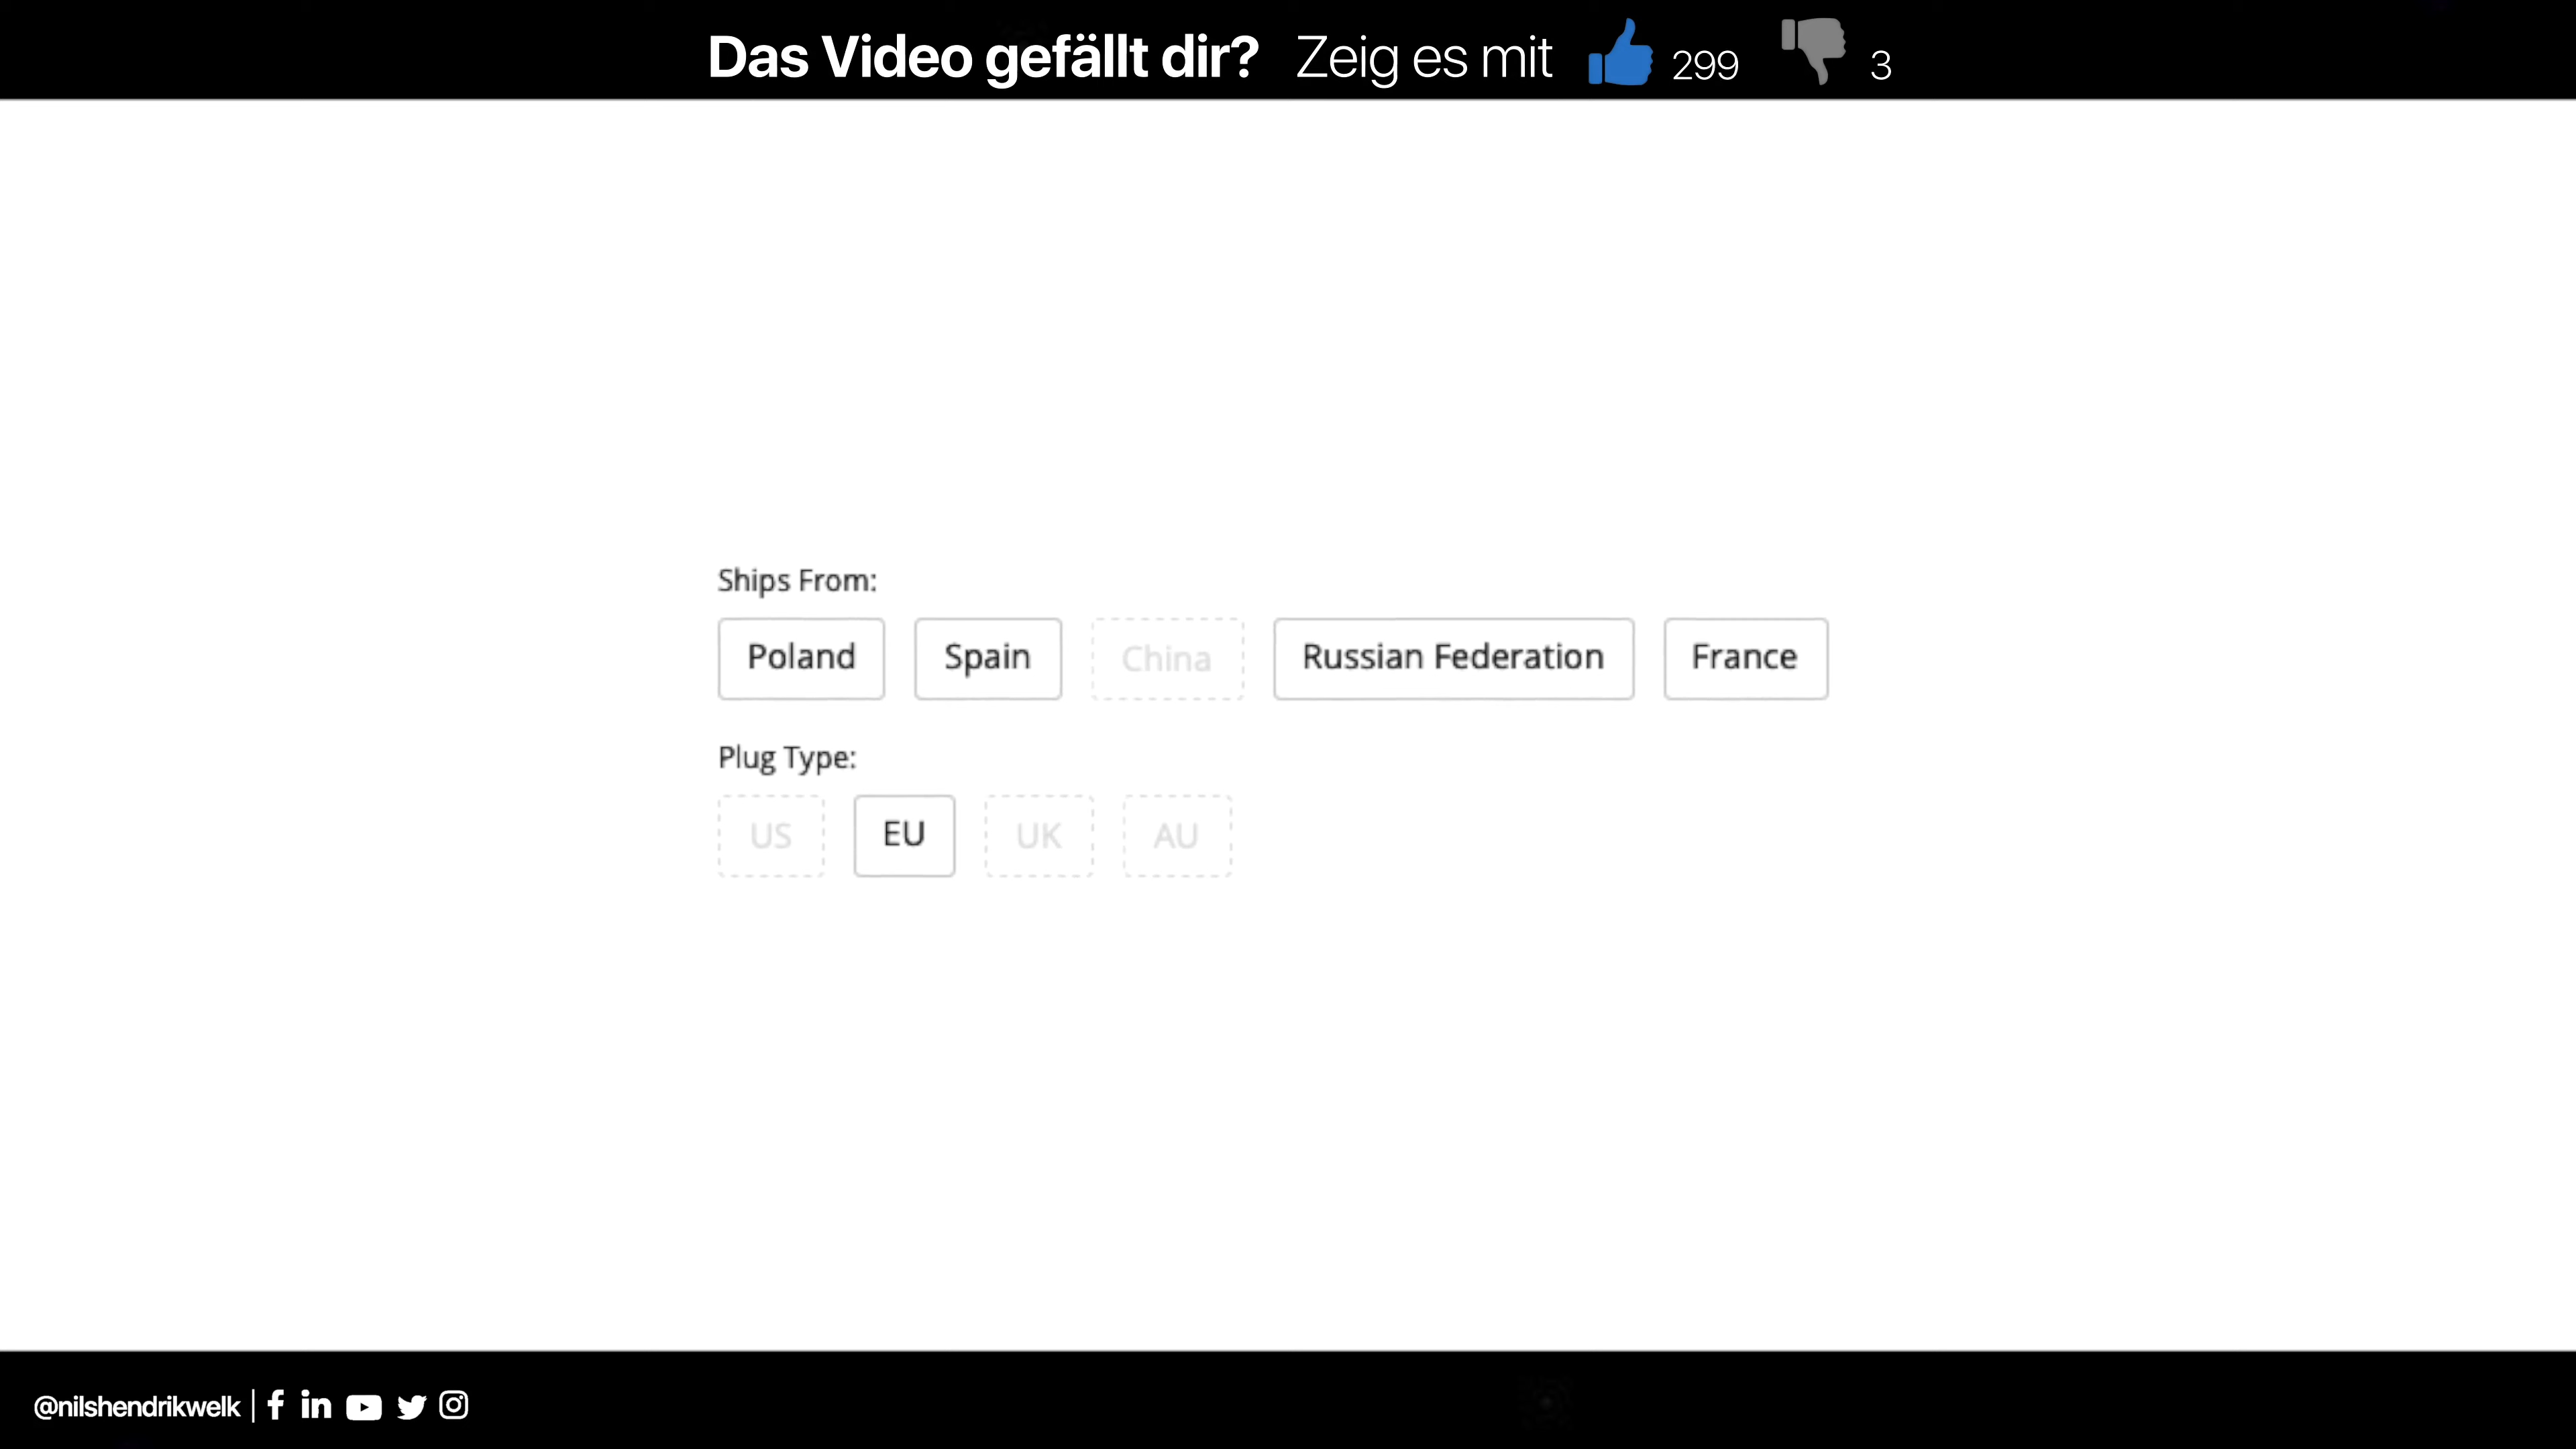 Das Video gefällt dir? Zeig es mit 299 3
Ships From:
Poland Spain China Russian Federation France
Plug Type:
US EU UK AU
@nilshendrikwelk